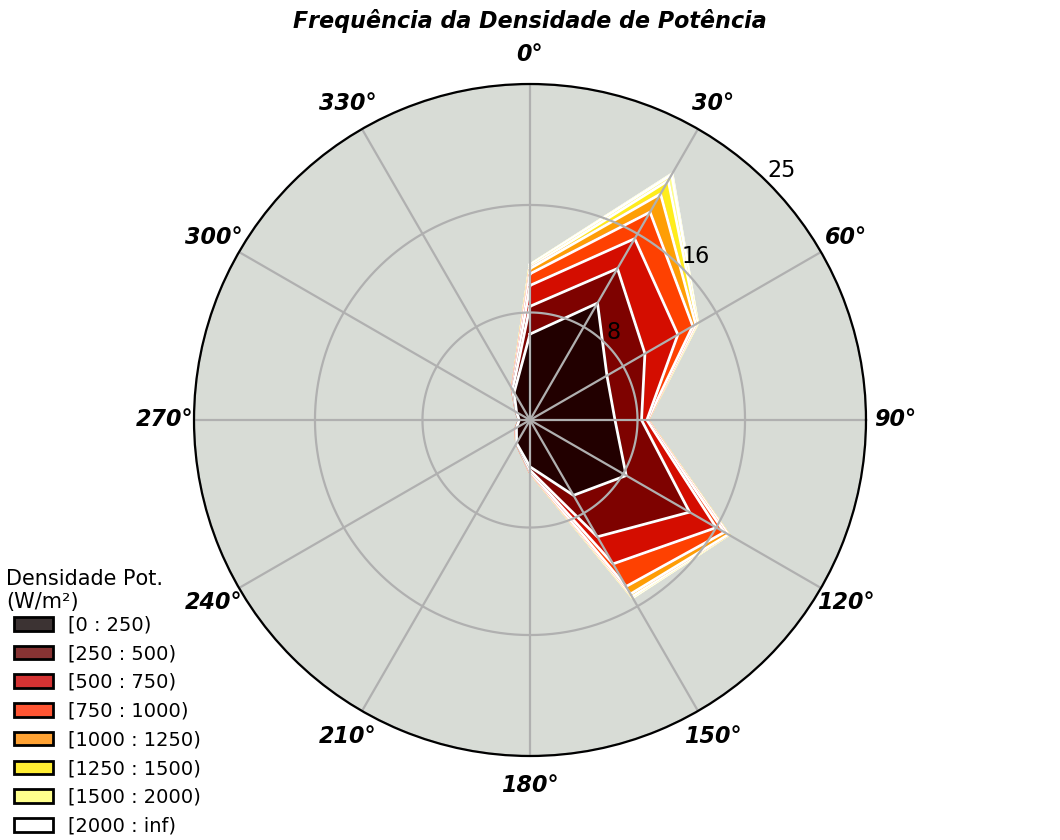 Frequência da Densidade de Potência
0°
330°
30°
25
300°
60°
16
8
270°
90°
240°
120°
210°
150°
180°
Densidade Pot.
(W/m²)
[0 : 250)
[250 : 500)
[500 : 750)
[750 : 1000)
[1000 : 1250)
[1250 : 1500)
[1500 : 2000)
[2000 : inf)